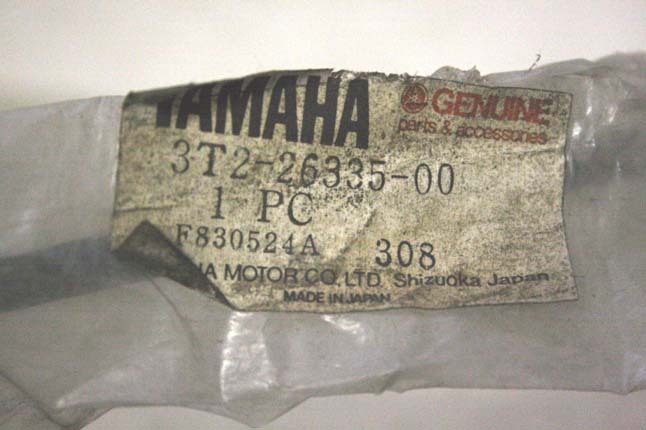 YAMAHA GENUINE
parts & accessories
3T2-26335-00
1 PC
F830524A 308
HA MOTOR CO., LTD. Shizuoka Japan
MADE IN JAPAN